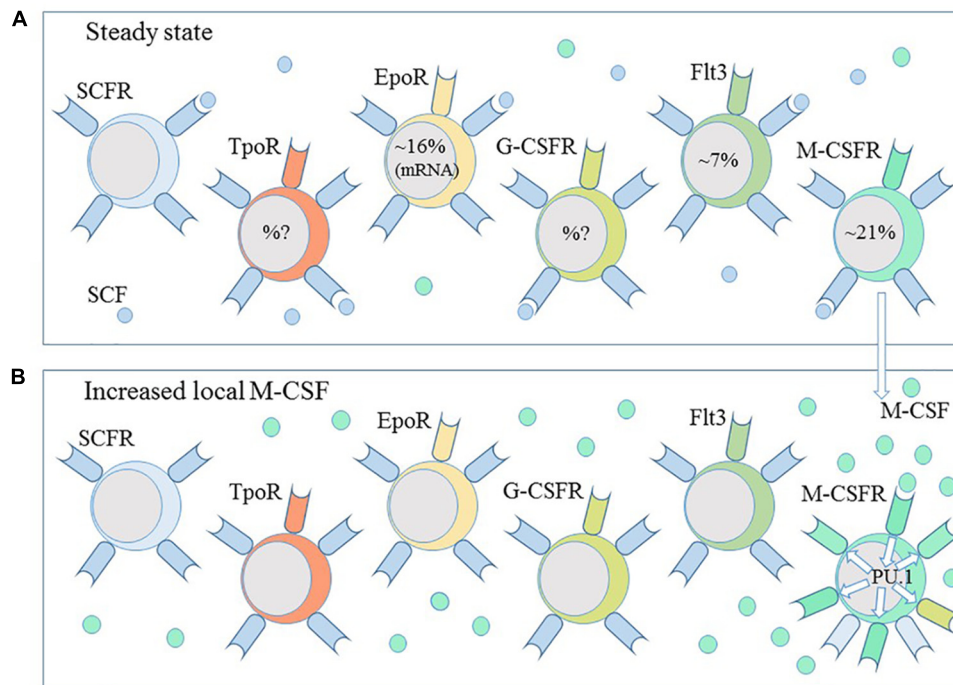 A
Steady state
SCFR
TpoR
EpoR
G-CSFR
Flt3
M-CSFR
~16%
(mRNA)
~7%
%?
%?
~21%
SCF
B
Increased local M-CSF
M-CSF
SCFR
TpoR
EpoR
G-CSFR
Flt3
M-CSFR
PU.1